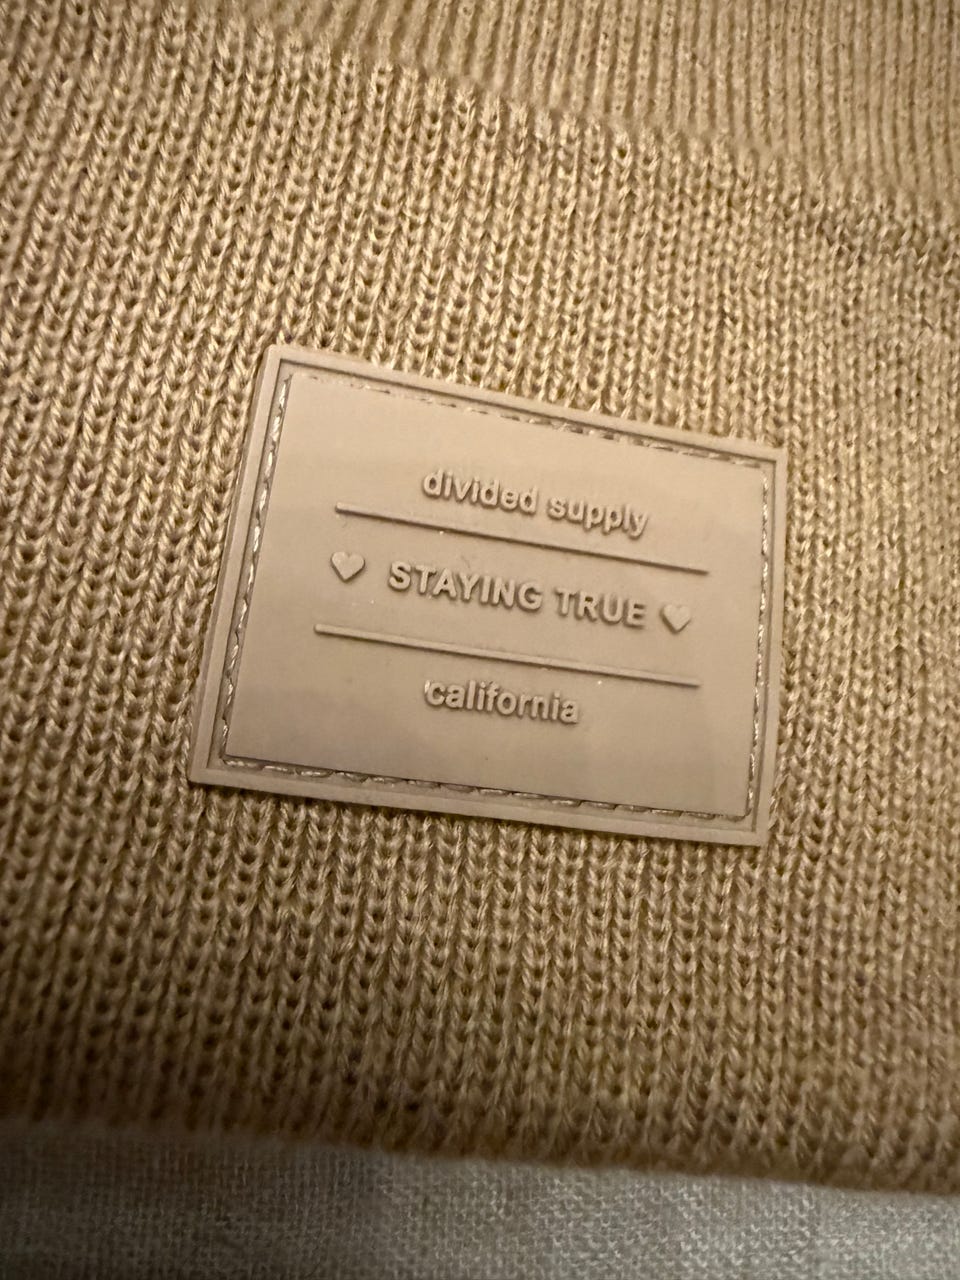 divided supply
♥ STAYING TRUE ♥
california